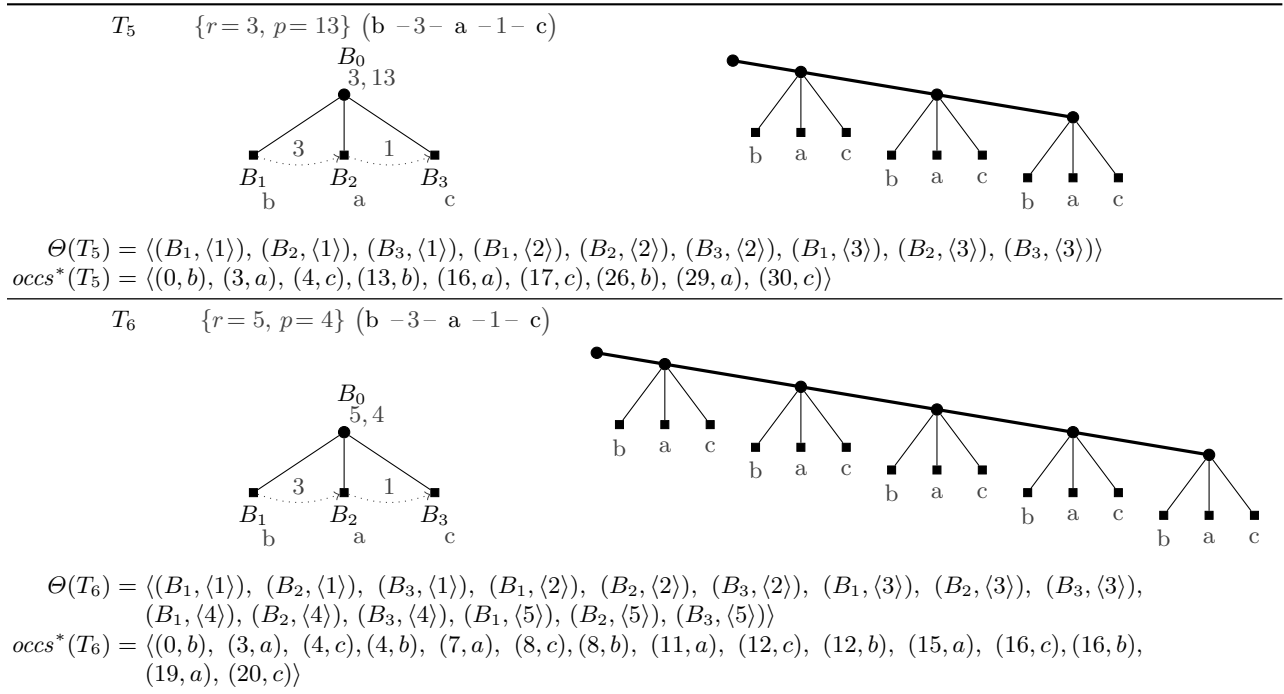 T₅ {r = 3, p = 13} (b – 3 – a – 1 – c)
B₀
3, 13
3 1
B₁ B₂ B₃
b a c
b a c
b a c
b a c
Θ(T₅) = ⟨(B₁, ⟨1⟩), (B₂, ⟨1⟩), (B₃, ⟨1⟩), (B₁, ⟨2⟩), (B₂, ⟨2⟩), (B₃, ⟨2⟩), (B₁, ⟨3⟩), (B₂, ⟨3⟩), (B₃, ⟨3⟩)⟩
occs*(T₅) = ⟨(0, b), (3, a), (4, c), (13, b), (16, a), (17, c), (26, b), (29, a), (30, c)⟩
T₆ {r = 5, p = 4} (b – 3 – a – 1 – c)
B₀
5, 4
3 1
B₁ B₂ B₃
b a c
b a c
b a c
b a c
b a c
b a c
Θ(T₆) = ⟨(B₁, ⟨1⟩), (B₂, ⟨1⟩), (B₃, ⟨1⟩), (B₁, ⟨2⟩), (B₂, ⟨2⟩), (B₃, ⟨2⟩), (B₁, ⟨3⟩), (B₂, ⟨3⟩), (B₃, ⟨3⟩),
(B₁, ⟨4⟩), (B₂, ⟨4⟩), (B₃, ⟨4⟩), (B₁, ⟨5⟩), (B₂, ⟨5⟩), (B₃, ⟨5⟩)⟩
occs*(T₆) = ⟨(0, b), (3, a), (4, c), (4, b), (7, a), (8, c), (8, b), (11, a), (12, c), (12, b), (15, a), (16, c), (16, b),
(19, a), (20, c)⟩